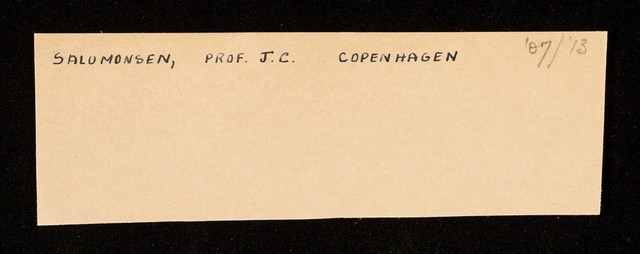 SALOMONSEN, PROF. J.C. COPENHAGEN '07/'13